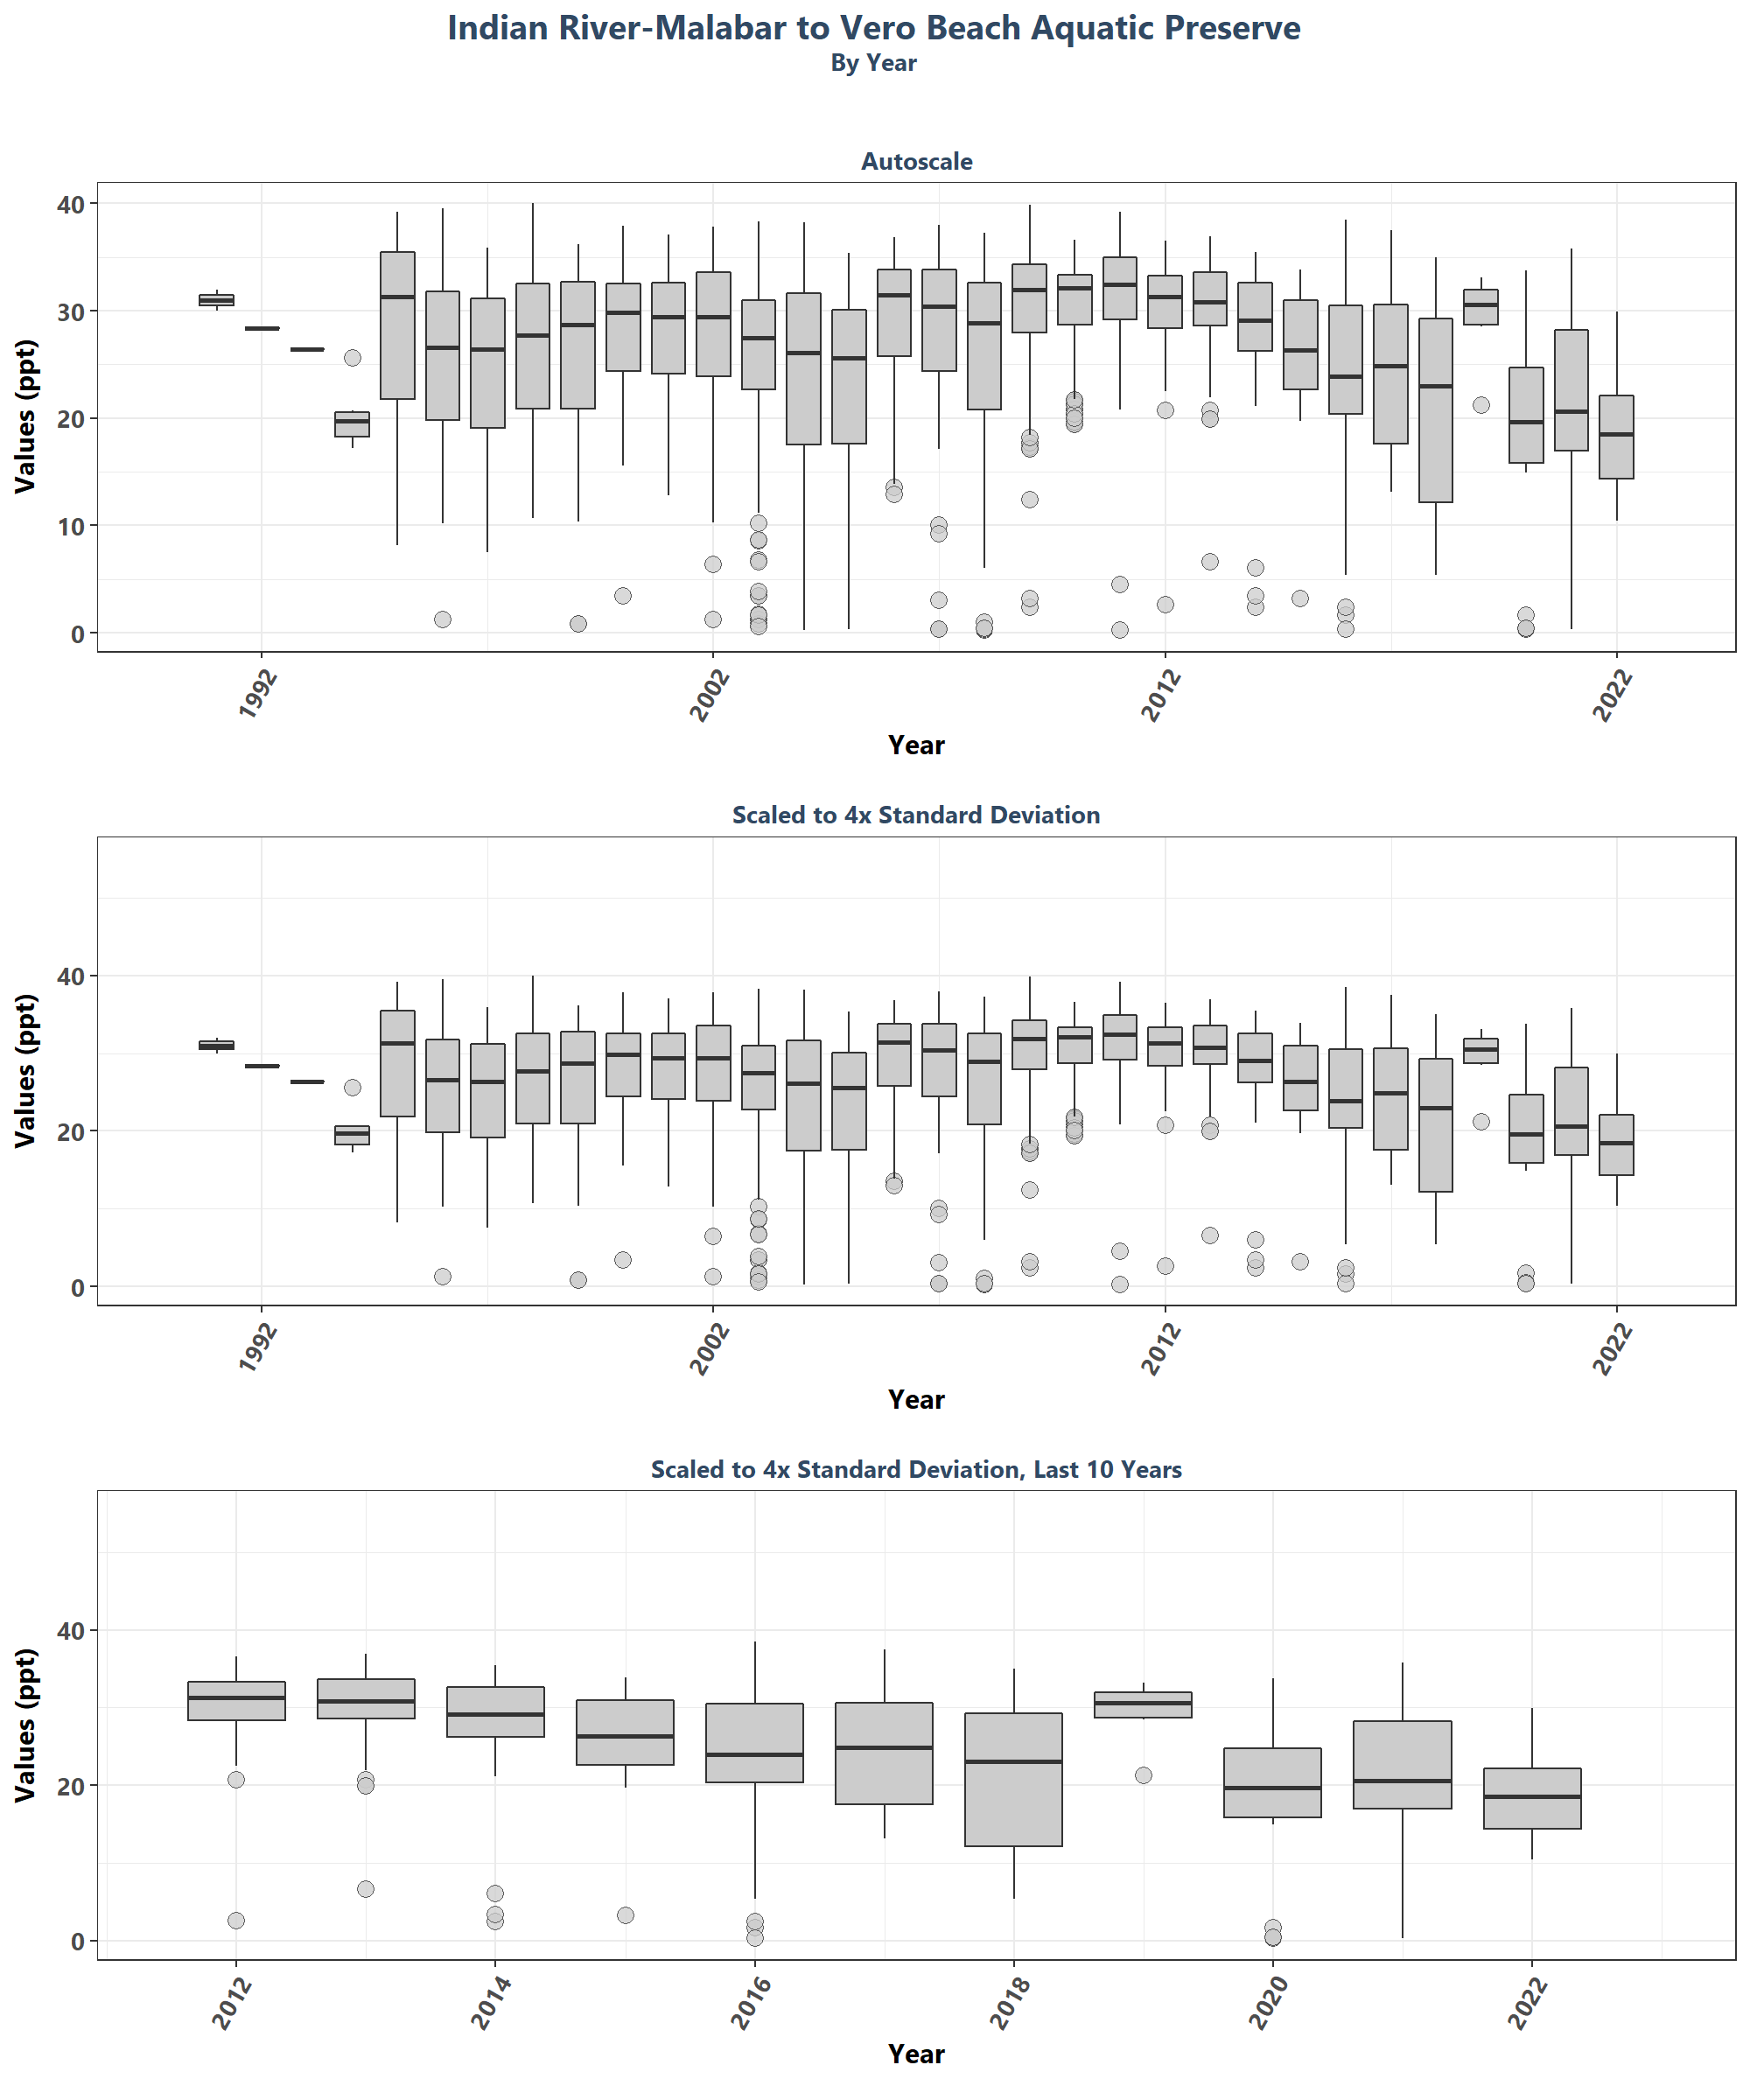 Indian River-Malabar to Vero Beach Aquatic Preserve
By Year
Autoscale
Values (ppt)
40
30
20
10
0
1992
2002
2012
2022
Year
Scaled to 4x Standard Deviation
Values (ppt)
40
20
0
1992
2002
2012
2022
Year
Scaled to 4x Standard Deviation, Last 10 Years
Values (ppt)
40
20
0
2012
2014
2016
2018
2020
2022
Year